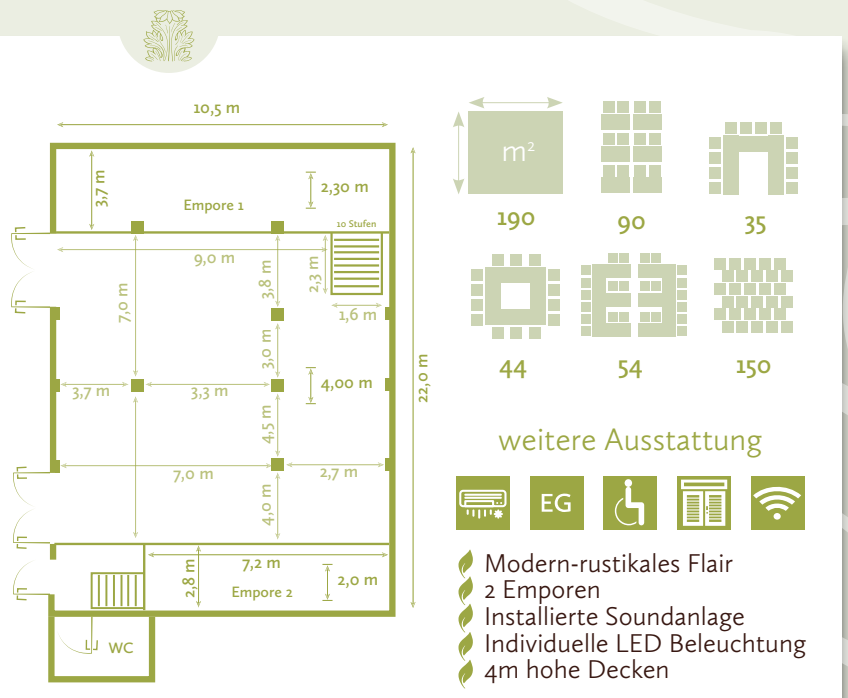 10,5 m
3,7 m
2,30 m
Empore 1
10 Stufen
9,0 m
2,3 m
3,8 m
7,0 m
1,6 m
3,0 m
22,0 m
3,7 m
3,3 m
4,00 m
4,5 m
7,0 m
2,7 m
4,0 m
7,2 m
2,8 m
2,0 m
Empore 2
WC
m²
190
90
35
44
54
150
weitere Ausstattung
EG
Modern-rustikales Flair
2 Emporen
Installierte Soundanlage
Individuelle LED Beleuchtung
4m hohe Decken